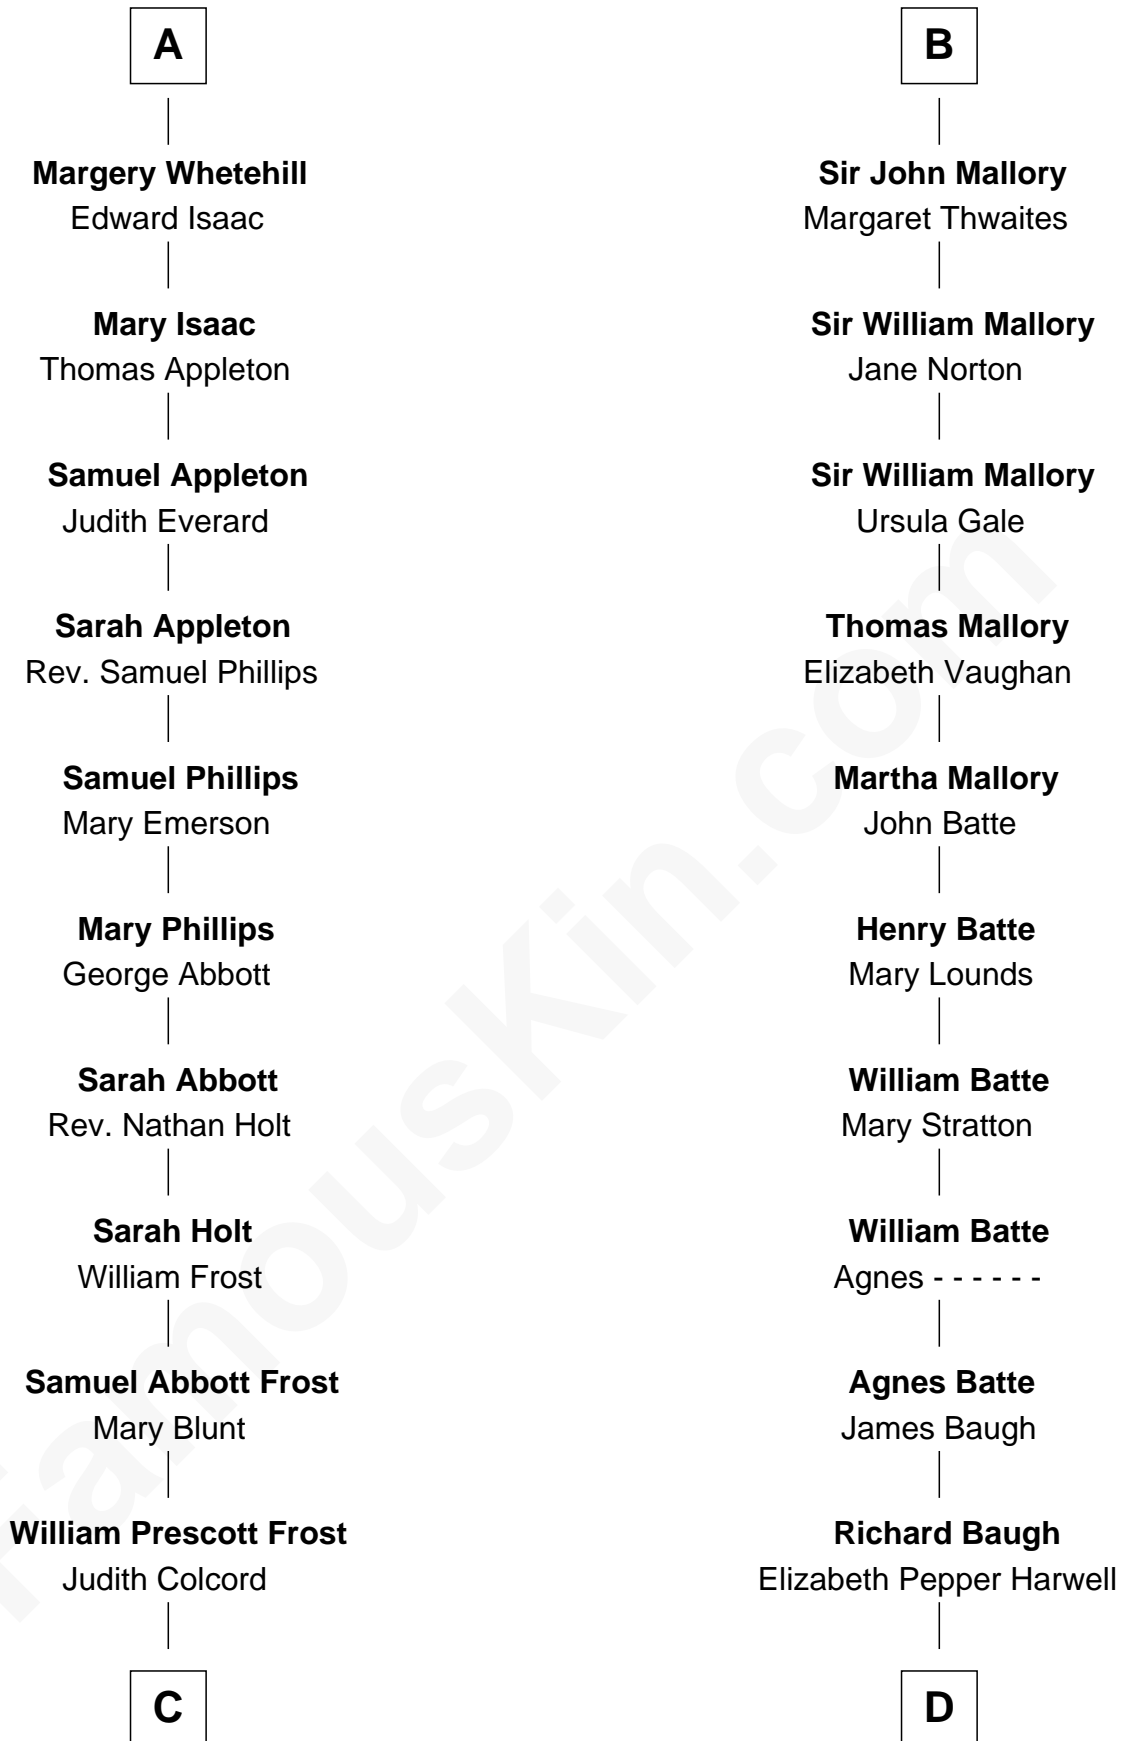 A
Margery Whetehill
Edward Isaac
Mary Isaac
Thomas Appleton
Samuel Appleton
Judith Everard
Sarah Appleton
Rev. Samuel Phillips
Samuel Phillips
Mary Emerson
Mary Phillips
George Abbott
Sarah Abbott
Rev. Nathan Holt
Sarah Holt
William Frost
Samuel Abbott Frost
Mary Blunt
William Prescott Frost
Judith Colcord
C
B
Sir John Mallory
Margaret Thwaites
Sir William Mallory
Jane Norton
Sir William Mallory
Ursula Gale
Thomas Mallory
Elizabeth Vaughan
Martha Mallory
John Batte
Henry Batte
Mary Lounds
William Batte
Mary Stratton
William Batte
Agnes - - - - - -
Agnes Batte
James Baugh
Richard Baugh
Elizabeth Pepper Harwell
D
FamousKin.com